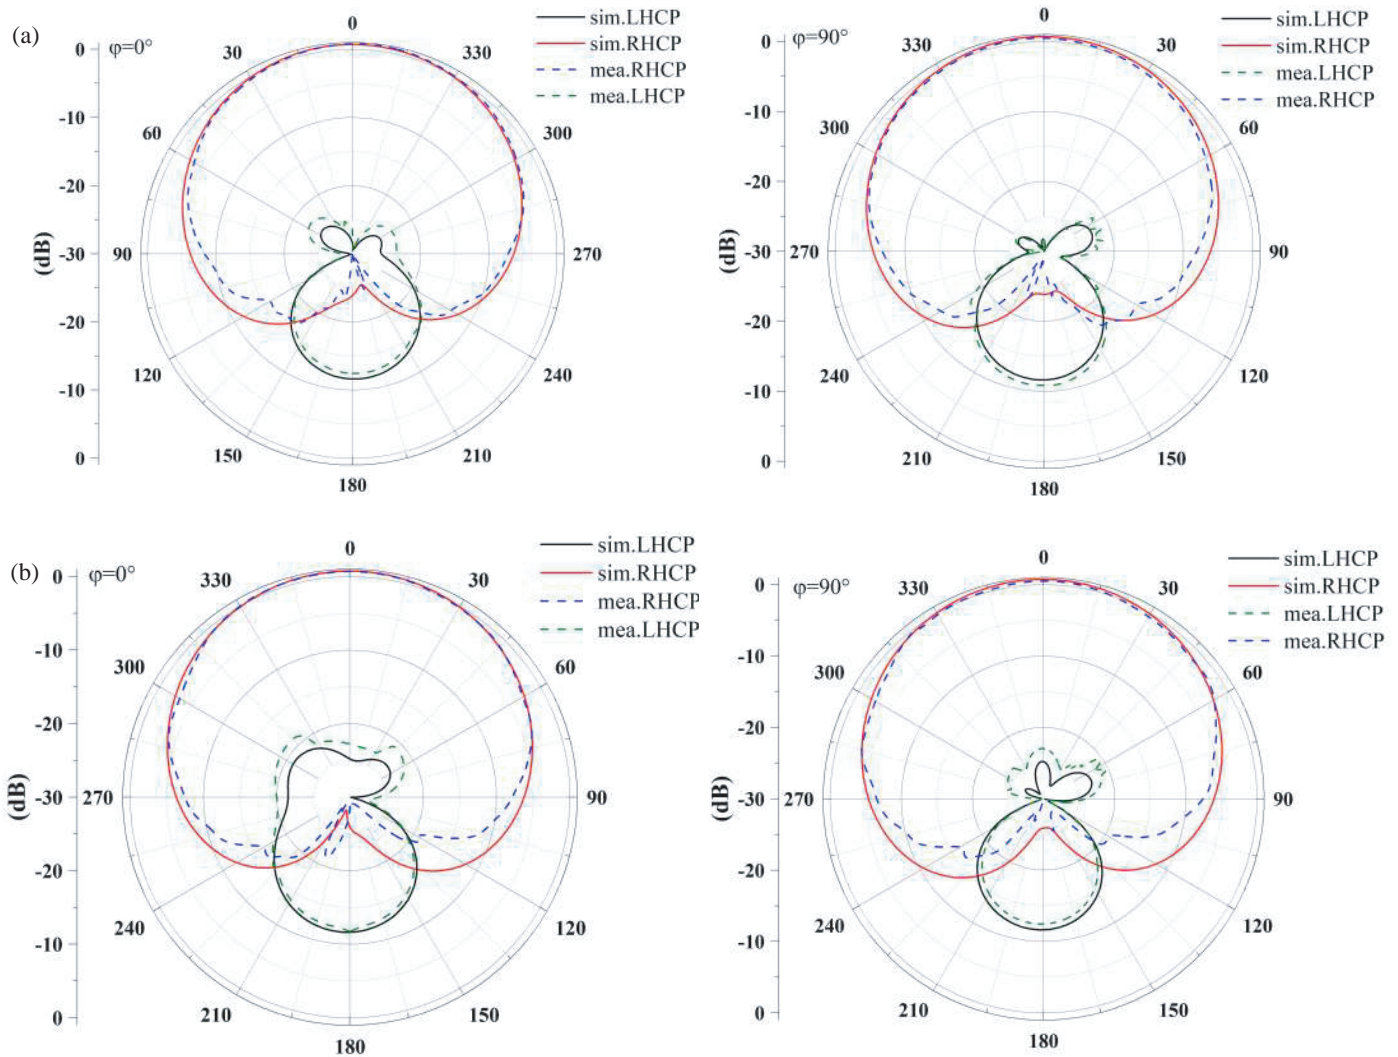 (a)
φ=0°
0
30
330
60
300
90
270
120
240
150
210
180
0
-10
-20
-30
-20
-10
0
(dB)
sim.LHCP
sim.RHCP
mea.RHCP
mea.LHCP
φ=90°
0
330
30
300
60
270
90
240
120
210
150
180
0
-10
-20
-30
-20
-10
0
(dB)
sim.LHCP
sim.RHCP
mea.LHCP
mea.RHCP
(b)
φ=0°
0
330
30
300
60
270
90
240
120
210
150
180
0
-10
-20
-30
-20
-10
0
(dB)
sim.LHCP
sim.RHCP
mea.RHCP
mea.LHCP
φ=90°
0
330
30
300
60
270
90
240
120
210
150
180
0
-10
-20
-30
-20
-10
0
(dB)
sim.LHCP
sim.RHCP
mea.LHCP
mea.RHCP